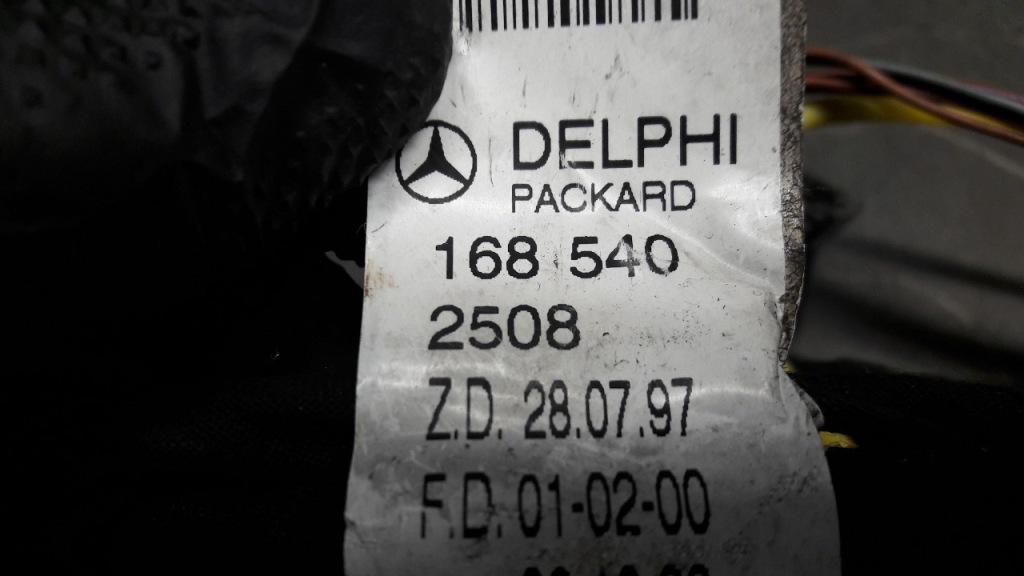 DELPHI
PACKARD
168 540
2508
Z.D. 28.07.97
F.D. 01-02-00